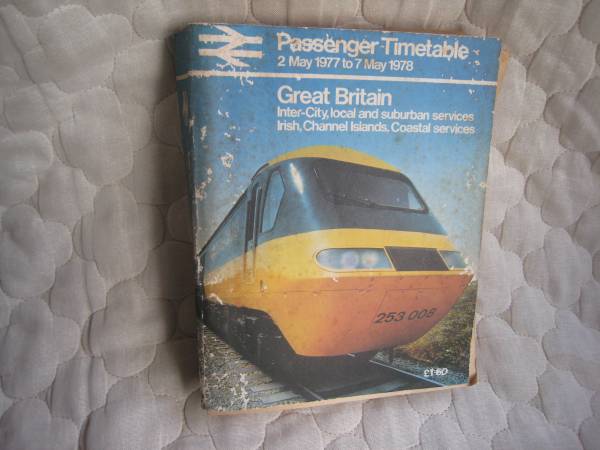 Passenger Timetable
2 May 1977 to 7 May 1978
Great Britain
Inter-City, local and suburban services
Irish, Channel Islands, Coastal services
253 008
£1·50